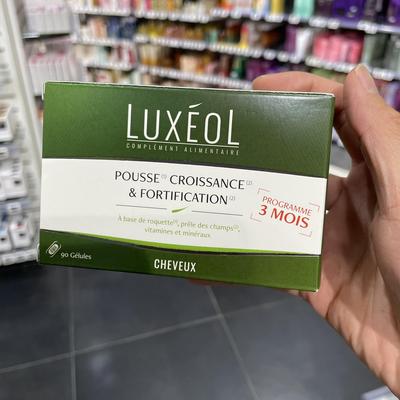 LUXÉOL
COMPLÉMENT ALIMENTAIRE
POUSSE(1) CROISSANCE(2)
& FORTIFICATION(2)
PROGRAMME
3 MOIS
À base de roquette(1), prêle des champs(2),
vitamines et minéraux
90 Gélules
CHEVEUX